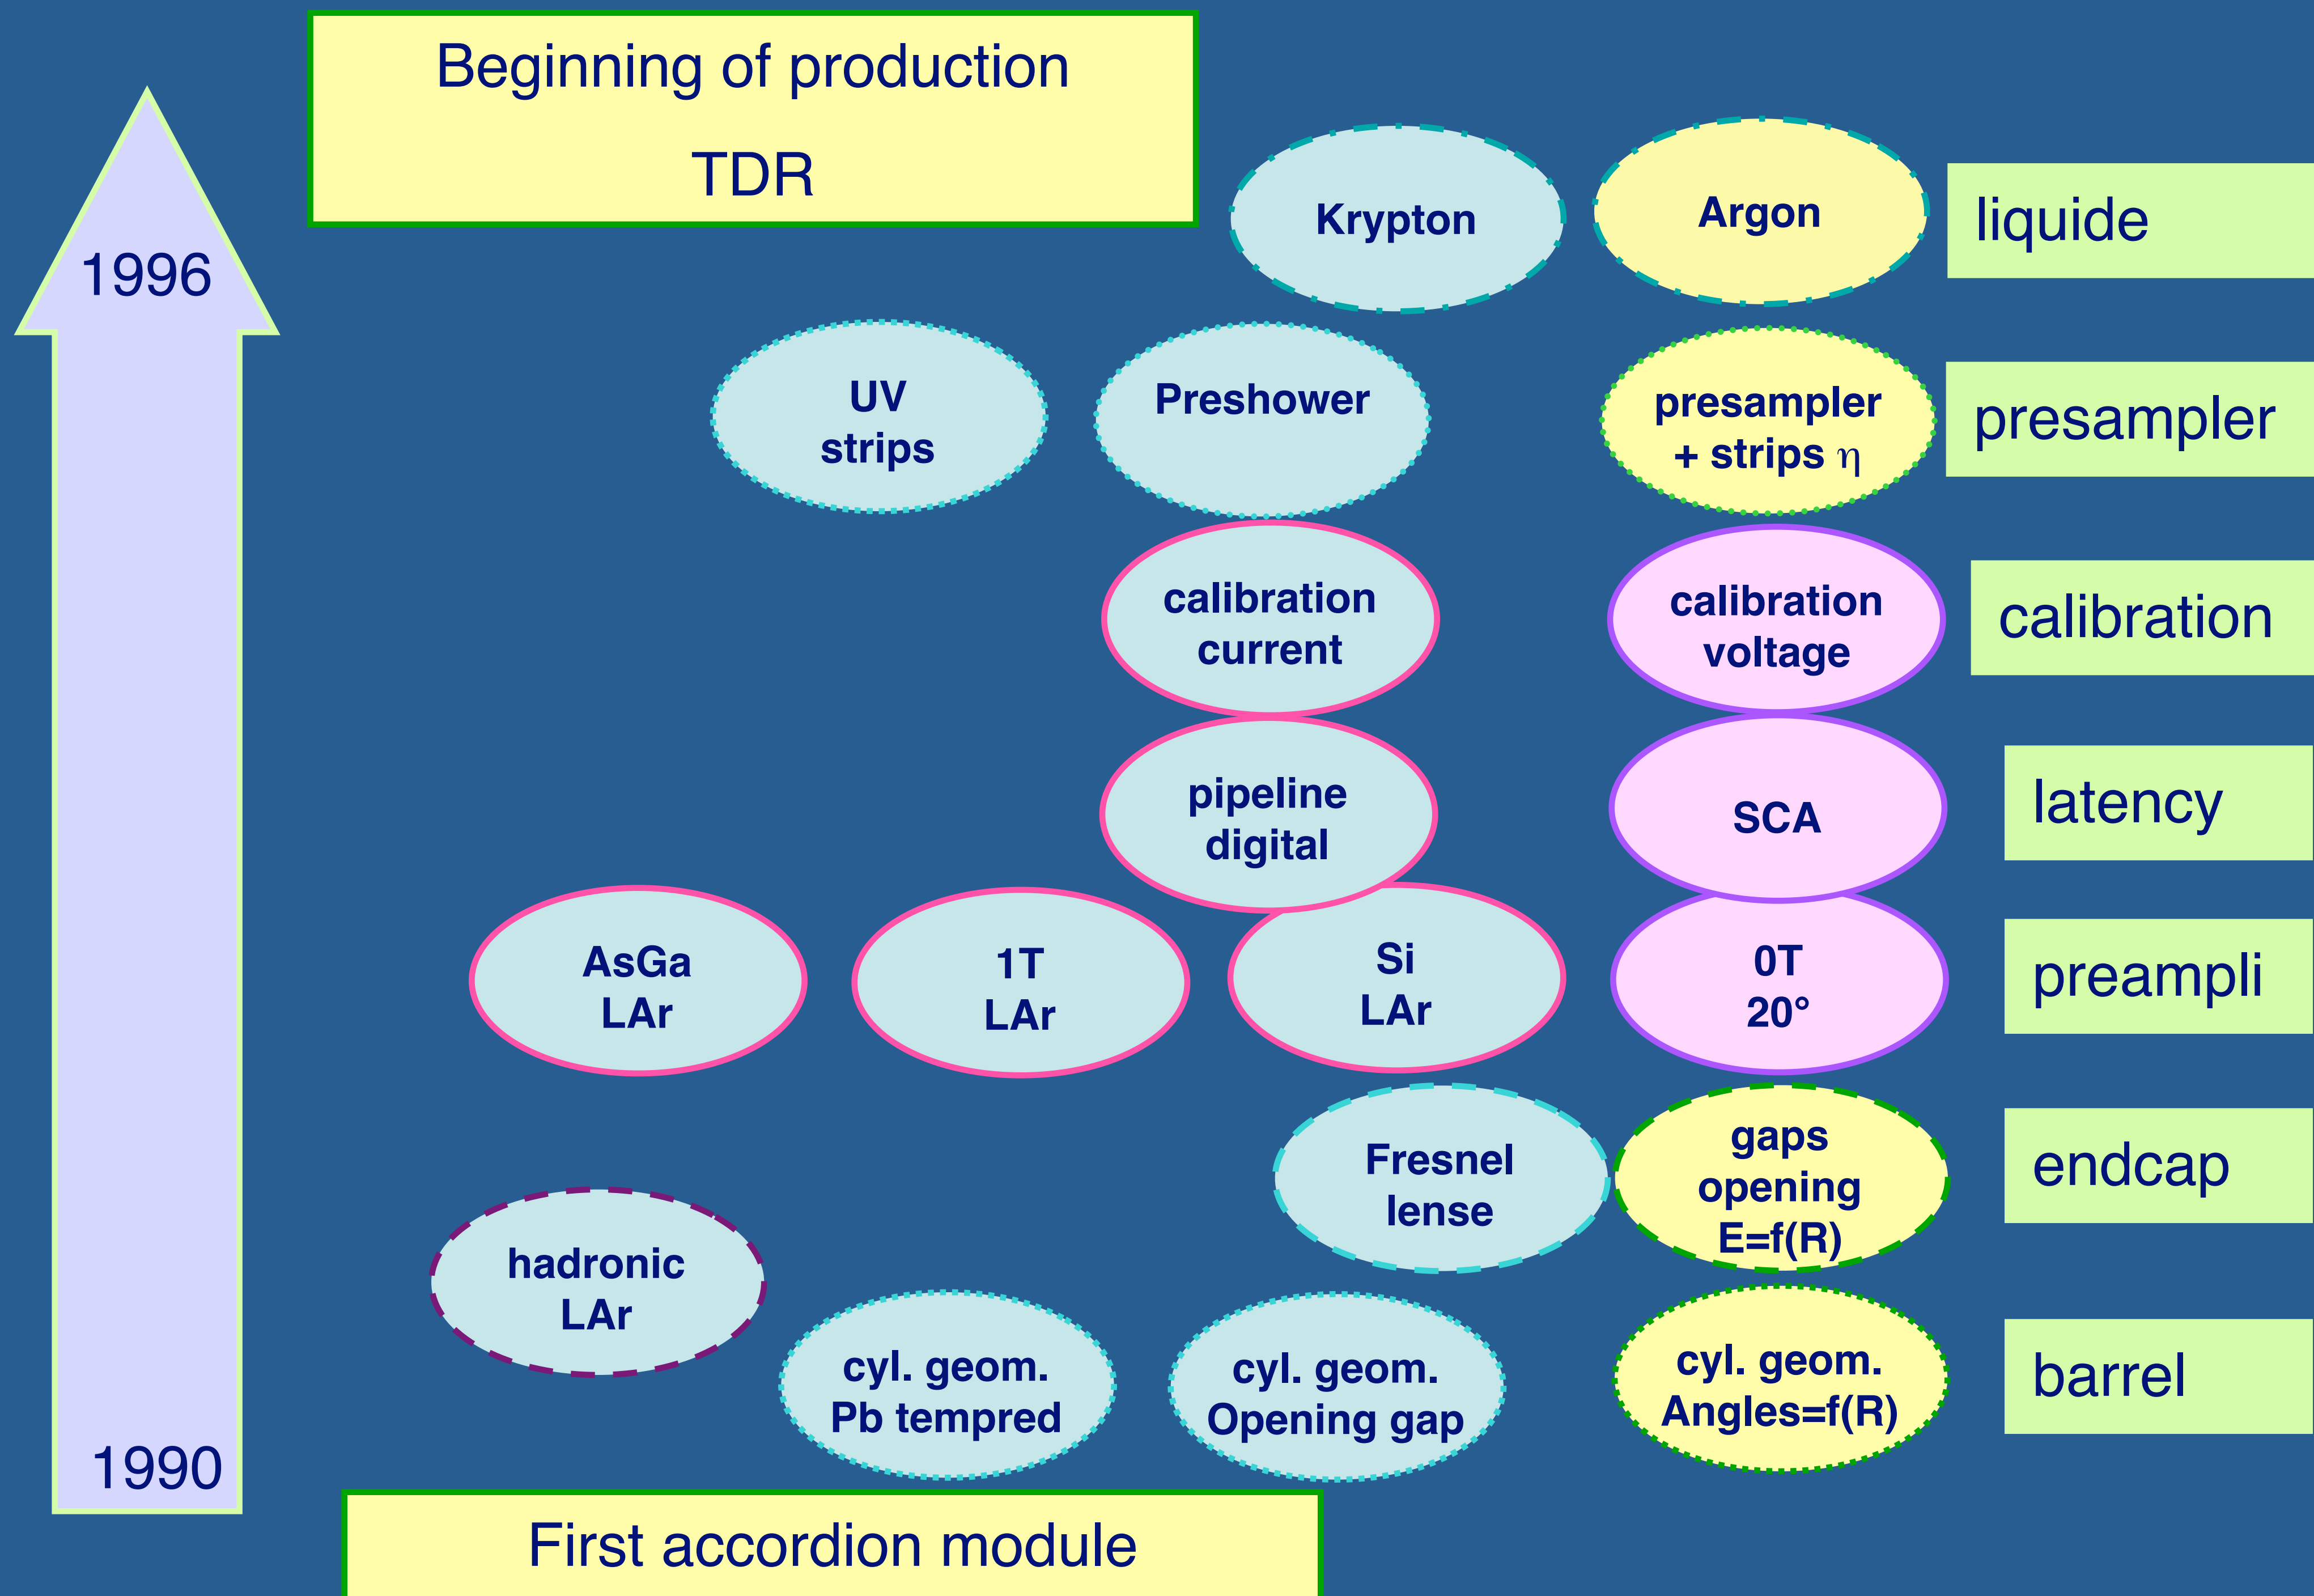 Beginning of production
TDR
1996
Krypton
Argon
liquide
UV
strips
Preshower
presampler
+ strips η
presampler
calibration
current
calibration
voltage
calibration
pipeline
digital
SCA
latency
AsGa
LAr
1T
LAr
Si
LAr
0T
20°
preampli
Fresnel
lense
gaps
opening
E=f(R)
endcap
hadronic
LAr
cyl. geom.
Pb tempred
cyl. geom.
Opening gap
cyl. geom.
Angles=f(R)
barrel
1990
First accordion module